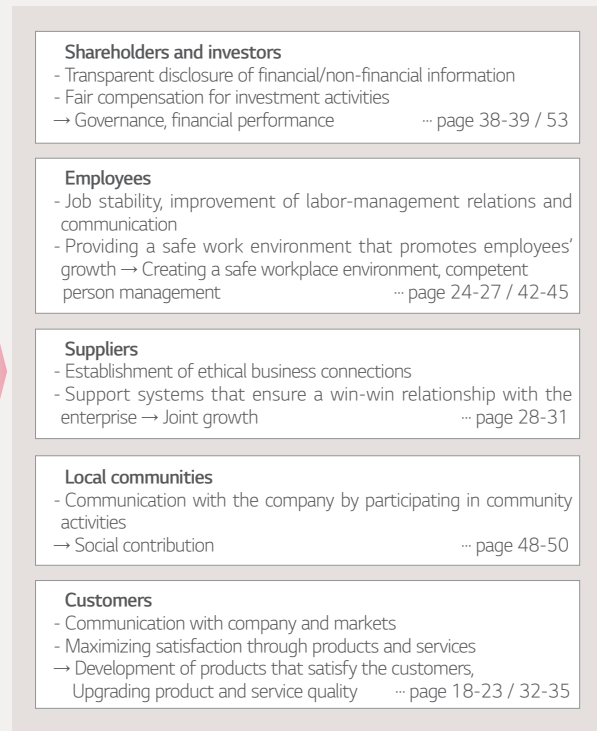 Shareholders and investors
- Transparent disclosure of financial/non-financial information
- Fair compensation for investment activities
→ Governance, financial performance ··· page 38-39 / 53
Employees
- Job stability, improvement of labor-management relations and
communication
- Providing a safe work environment that promotes employees'
growth → Creating a safe workplace environment, competent
person management ··· page 24-27 / 42-45
Suppliers
- Establishment of ethical business connections
- Support systems that ensure a win-win relationship with the
enterprise → Joint growth ··· page 28-31
Local communities
- Communication with the company by participating in community
activities
→ Social contribution ··· page 48-50
Customers
- Communication with company and markets
- Maximizing satisfaction through products and services
→ Development of products that satisfy the customers,
Upgrading product and service quality ··· page 18-23 / 32-35